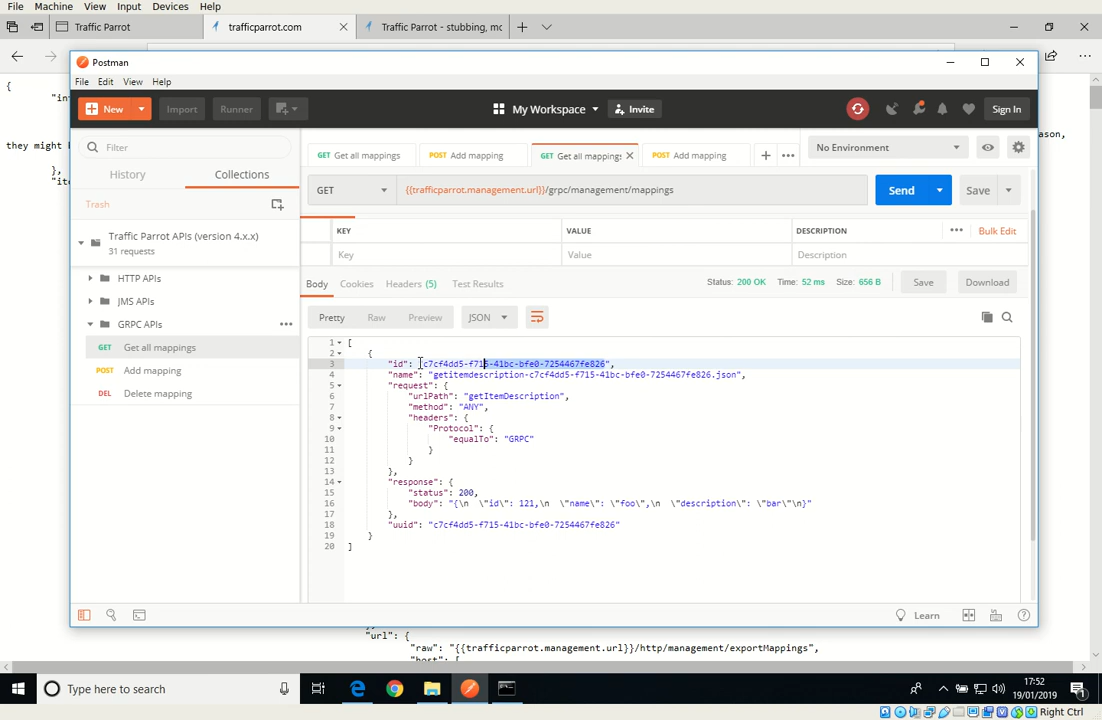 File Machine View Input Devices Help
Traffic Parrot
trafficparrot.com
Traffic Parrot - stubbing, mc
Postman
File Edit View Help
{
New
Import
Runner
My Workspace
Invite
Sign In
they might
},
Filter
History
Collections
Trash
Traffic Parrot APIs (version 4.x.x)
31 requests
HTTP APIs
JMS APIs
GRPC APIs
GET Get all mappings
POST Add mapping
DEL Delete mapping
GET Get all mappings
POST Add mapping
GET Get all mappings
POST Add mapping
No Environment
GET
{{trafficparrot.management.url}}/grpc/management/mappings
Send
Save
KEY VALUE DESCRIPTION
Bulk Edit
Key Value Description
Body Cookies Headers (5) Test Results
Status: 200 OK Time: 52 ms Size: 656 B
Save
Download
Pretty Raw Preview
JSON
1 [
2 {
3 "id": "c7cf4dd5-f715-41bc-bfe0-7254467fe826",
4 "name": "getitemdescription-c7cf4dd5-f715-41bc-bfe0-7254467fe826.json",
5 "request": {
6 "urlPath": "getItemDescription",
7 "method": "ANY",
8 "headers": {
9 "Protocol": {
10 "equalTo": "GRPC"
11 }
12 }
13 },
14 "response": {
15 "status": 200,
16 "body": "{\n \"id\": 121,\n \"name\": \"foo\",\n \"description\": \"bar\"\n}"
17 },
18 "uuid": "c7cf4dd5-f715-41bc-bfe0-7254467fe826"
19 }
20 ]
Learn
"url": {
"raw": "{{trafficparrot.management.url}}/http/management/exportMappings",
Type here to search
17:52
19/01/2019
1
Right Ctrl